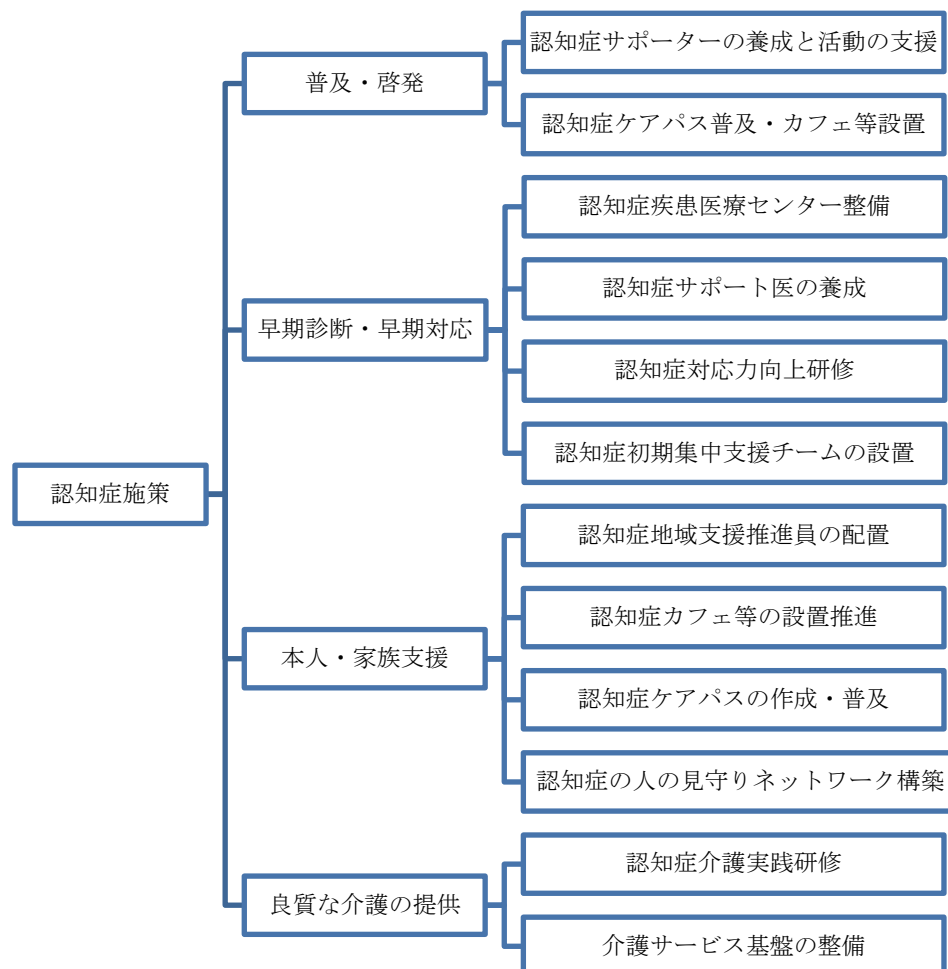 認知症施策
普及・啓発
認知症サポーターの養成と活動の支援
認知症ケアパス普及・カフェ等設置
早期診断・早期対応
認知症疾患医療センター整備
認知症サポート医の養成
認知症対応力向上研修
認知症初期集中支援チームの設置
本人・家族支援
認知症地域支援推進員の配置
認知症カフェ等の設置推進
認知症ケアパスの作成・普及
認知症の人の見守りネットワーク構築
良質な介護の提供
認知症介護実践研修
介護サービス基盤の整備